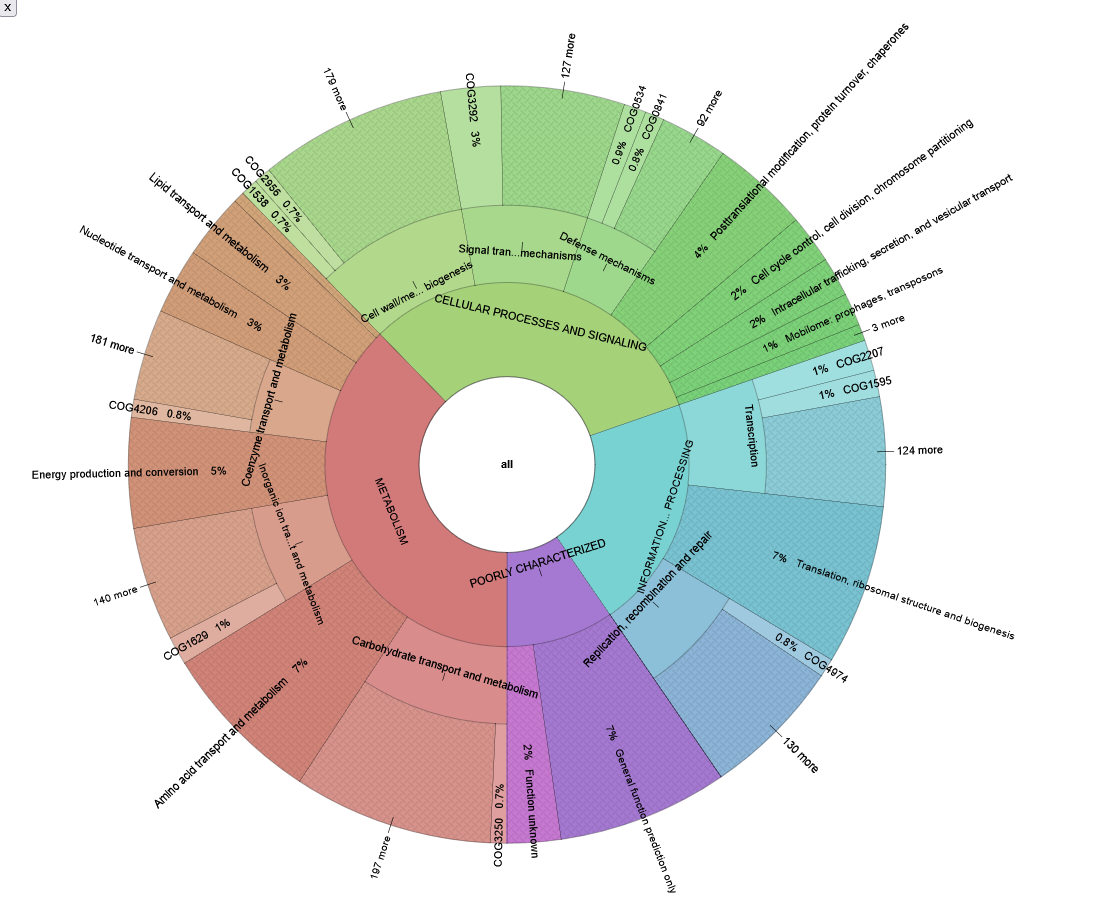 x
all
CELLULAR PROCESSES AND SIGNALING
INFORMATION... PROCESSING
POORLY CHARACTERIZED
METABOLISM
Cell wall/me... biogenesis
Signal tran...mechanisms
Defense mechanisms
COG1538 0.7%
COG2956 0.7%
179 more
COG3292 3%
127 more
0.9% COG0534
0.8% COG0841
92 more
4% Posttranslational modification, protein turnover, chaperones
2% Cell cycle control, cell division, chromosome partitioning
2% Intracellular trafficking, secretion, and vesicular transport
1% Mobilome: prophages, transposons
3 more
Transcription
1% COG2207
1% COG1595
124 more
7% Translation, ribosomal structure and biogenesis
Replication, recombination and repair
0.8% COG4974
130 more
7% General function prediction only
2% Function unknown
Carbohydrate transport and metabolism
COG3250 0.7%
197 more
Amino acid transport and metabolism 7%
Inorganic ion tra...t and metabolism
COG1629 1%
140 more
Energy production and conversion 5%
Coenzyme transport and metabolism
COG4206 0.8%
181 more
Nucleotide transport and metabolism 3%
Lipid transport and metabolism 3%